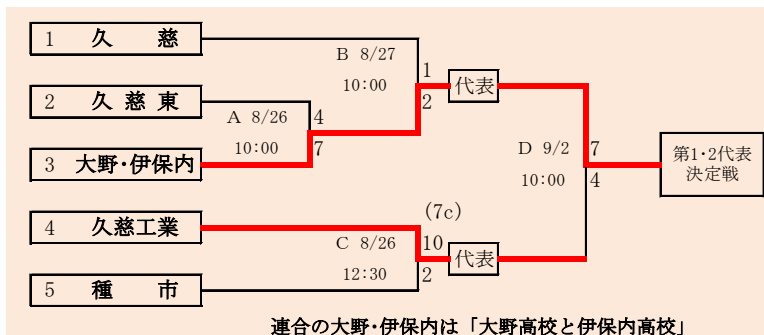 1 久 慈
B 8/27
10:00
1
2
代表
2 久 慈 東
A 8/26
10:00
4
7
3 大野・伊保内
D 9/2
10:00
7
4
第1・2代表
決定戦
4 久慈工業
(7c)
C 8/26
12:30
10
2
代表
5 種 市
連合の大野・伊保内は「大野高校と伊保内高校」